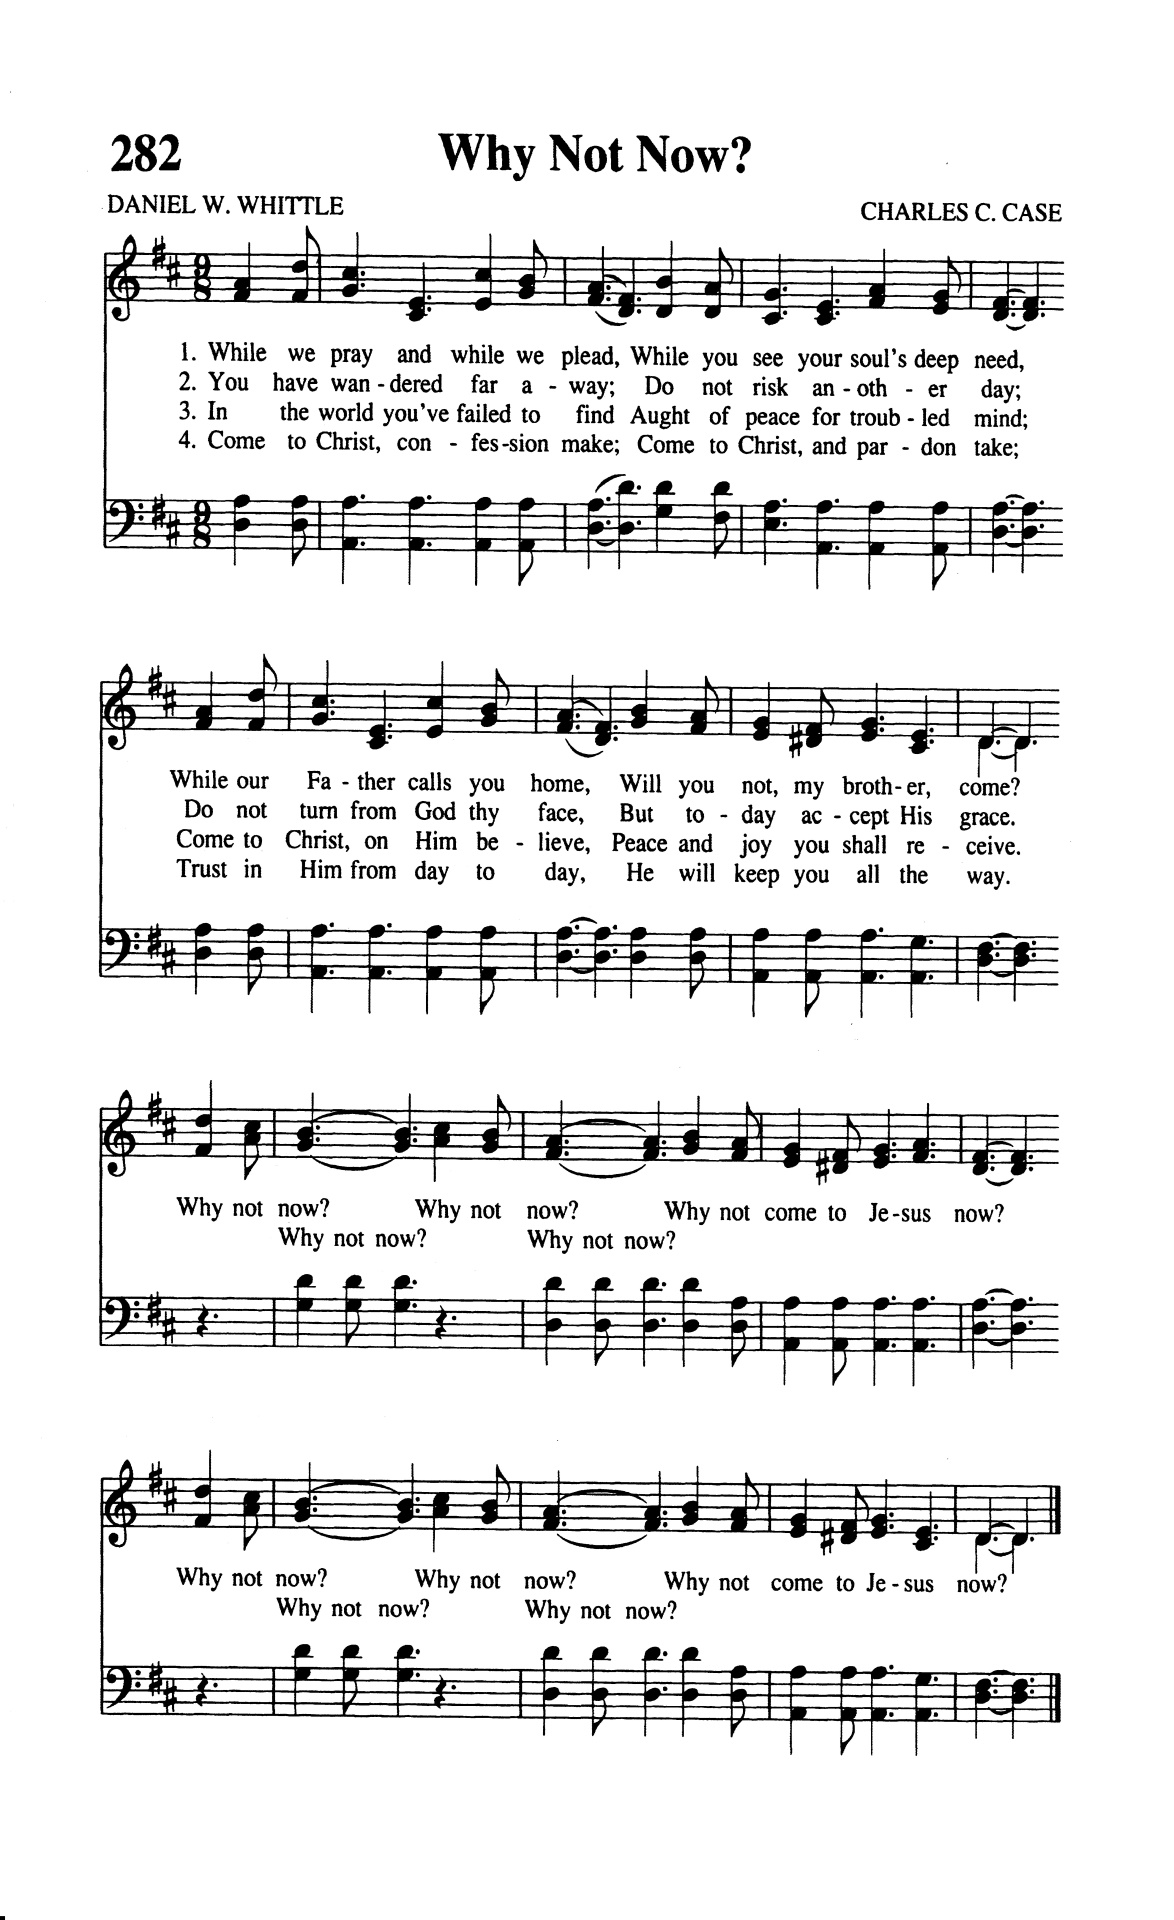 282 Why Not Now?
DANIEL W. WHITTLE CHARLES C. CASE
1. While we pray and while we plead, While you see your soul's deep need,
2. You have wan - dered far a - way; Do not risk an - oth - er day;
3. In the world you've failed to find Aught of peace for troub - led mind;
4. Come to Christ, con - fes - sion make; Come to Christ, and par - don take;
While our Fa - ther calls you home, Will you not, my broth - er, come?
Do not turn from God thy face, But to - day ac - cept His grace.
Come to Christ, on Him be - lieve, Peace and joy you shall re - ceive.
Trust in Him from day to day, He will keep you all the way.
Why not now? Why not now? Why not come to Je - sus now?
Why not now? Why not now?
Why not now? Why not now? Why not come to Je - sus now?
Why not now? Why not now?